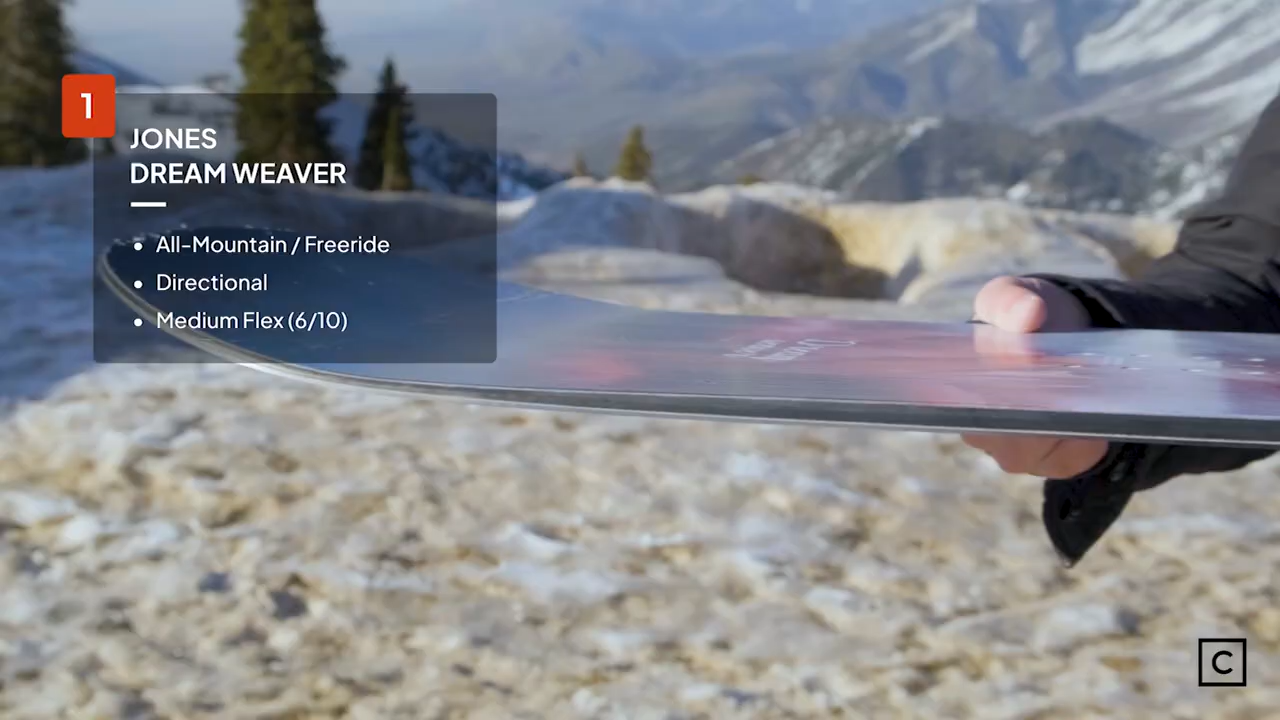 1
JONES
DREAM WEAVER
• All-Mountain / Freeride
• Directional
• Medium Flex (6/10)
C